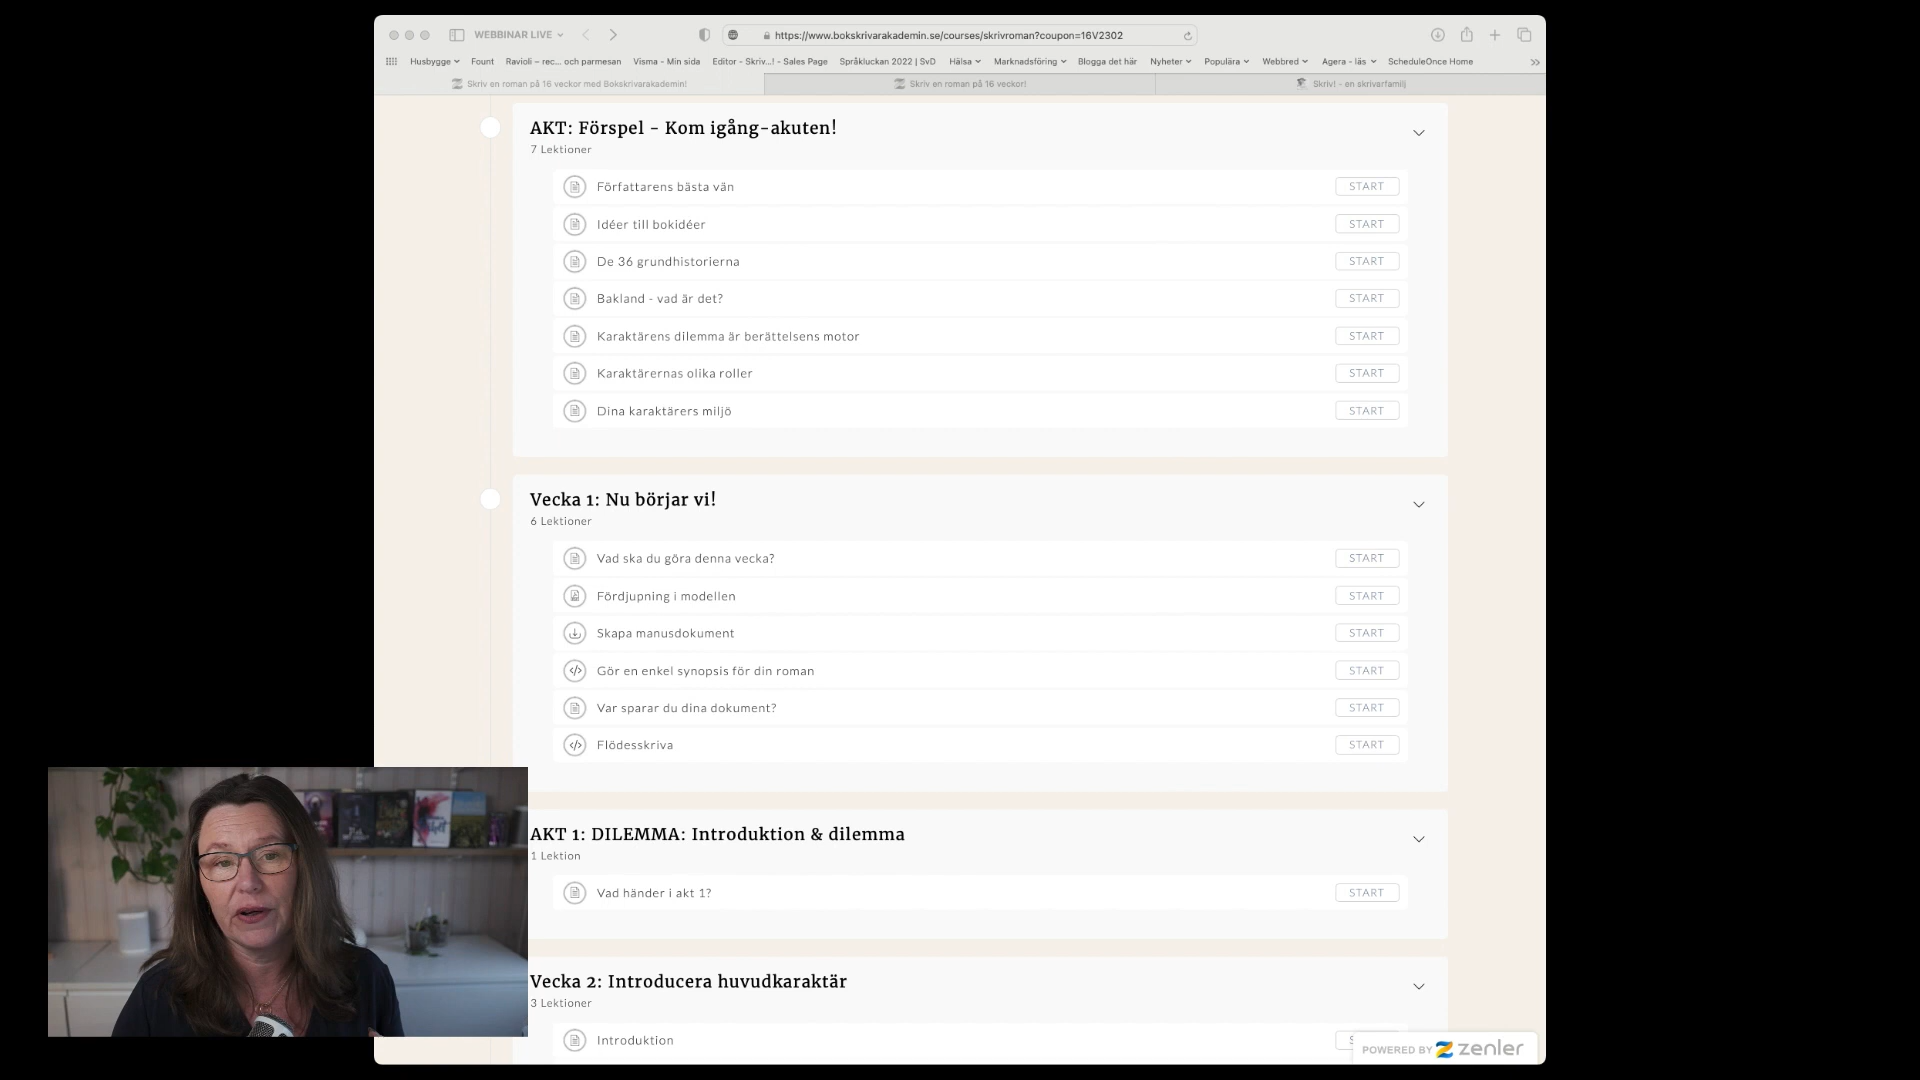 WEBBINAR LIVE
https://www.bokskrivarakademin.se/courses/skrivroman?coupon=16V2302
Husbygge Fount Ravioli – rec... och parmesan Visma - Min sida Editor - Skriv...! - Sales Page Språkluckan 2022 | SvD Hälsa Marknadsföring Blogga det här Nyheter Populära Webbred Agera - läs ScheduleOnce Home
Skriv en roman på 16 veckor med Bokskrivarakademin! Skriv en roman på 16 veckor! Skriv! - en skrivarfamilj
AKT: Förspel - Kom igång-akuten!
7 Lektioner
Författarens bästa vän START
Idéer till bokidéer START
De 36 grundhistorierna START
Bakland - vad är det? START
Karaktärens dilemma är berättelsens motor START
Karaktärernas olika roller START
Dina karaktärers miljö START
Vecka 1: Nu börjar vi!
6 Lektioner
Vad ska du göra denna vecka? START
Fördjupning i modellen START
Skapa manusdokument START
Gör en enkel synopsis för din roman START
Var sparar du dina dokument? START
Flödesskriva START
AKT 1: DILEMMA: Introduktion & dilemma
1 Lektion
Vad händer i akt 1? START
Vecka 2: Introducera huvudkaraktär
3 Lektioner
Introduktion
POWERED BY zenler